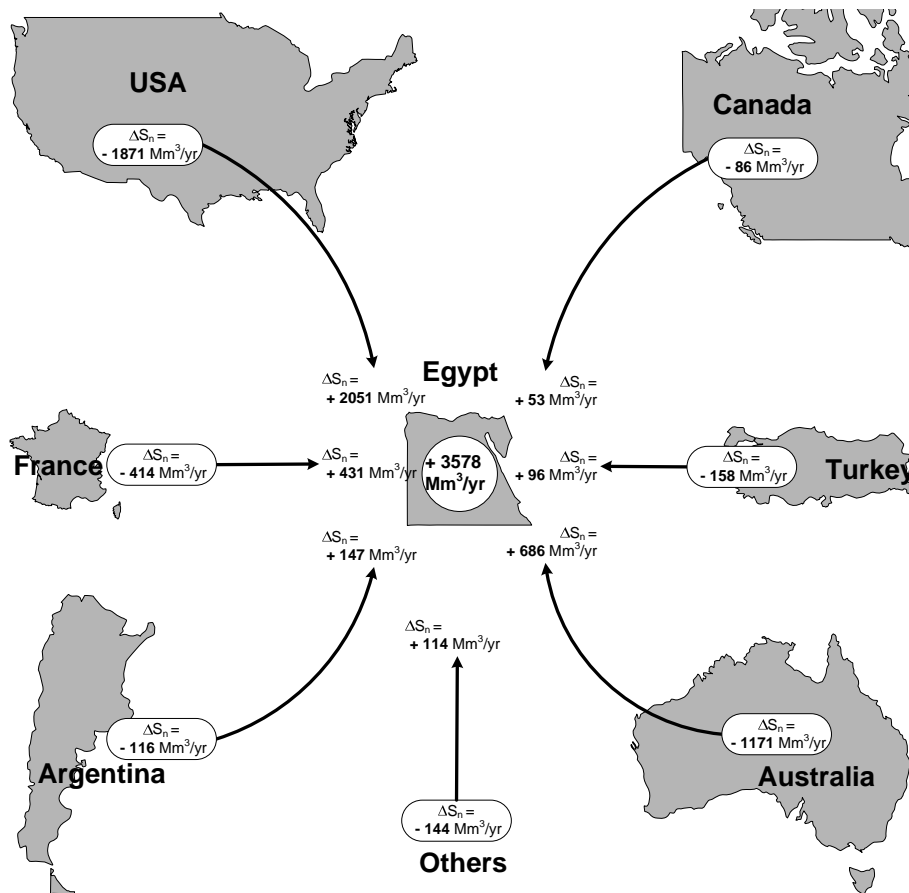 USA
ΔSₙ =
- 1871 Mm³/yr
Canada
ΔSₙ =
- 86 Mm³/yr
Egypt
ΔSₙ =
+ 2051 Mm³/yr
ΔSₙ =
+ 53 Mm³/yr
France
ΔSₙ =
- 414 Mm³/yr
ΔSₙ =
+ 431 Mm³/yr
+ 3578
Mm³/yr
ΔSₙ =
+ 96 Mm³/yr
ΔSₙ =
- 158 Mm³/yr
Turkey
ΔSₙ =
+ 147 Mm³/yr
ΔSₙ =
+ 686 Mm³/yr
ΔSₙ =
+ 114 Mm³/yr
ΔSₙ =
- 116 Mm³/yr
Argentina
ΔSₙ =
- 1171 Mm³/yr
Australia
ΔSₙ =
- 144 Mm³/yr
Others